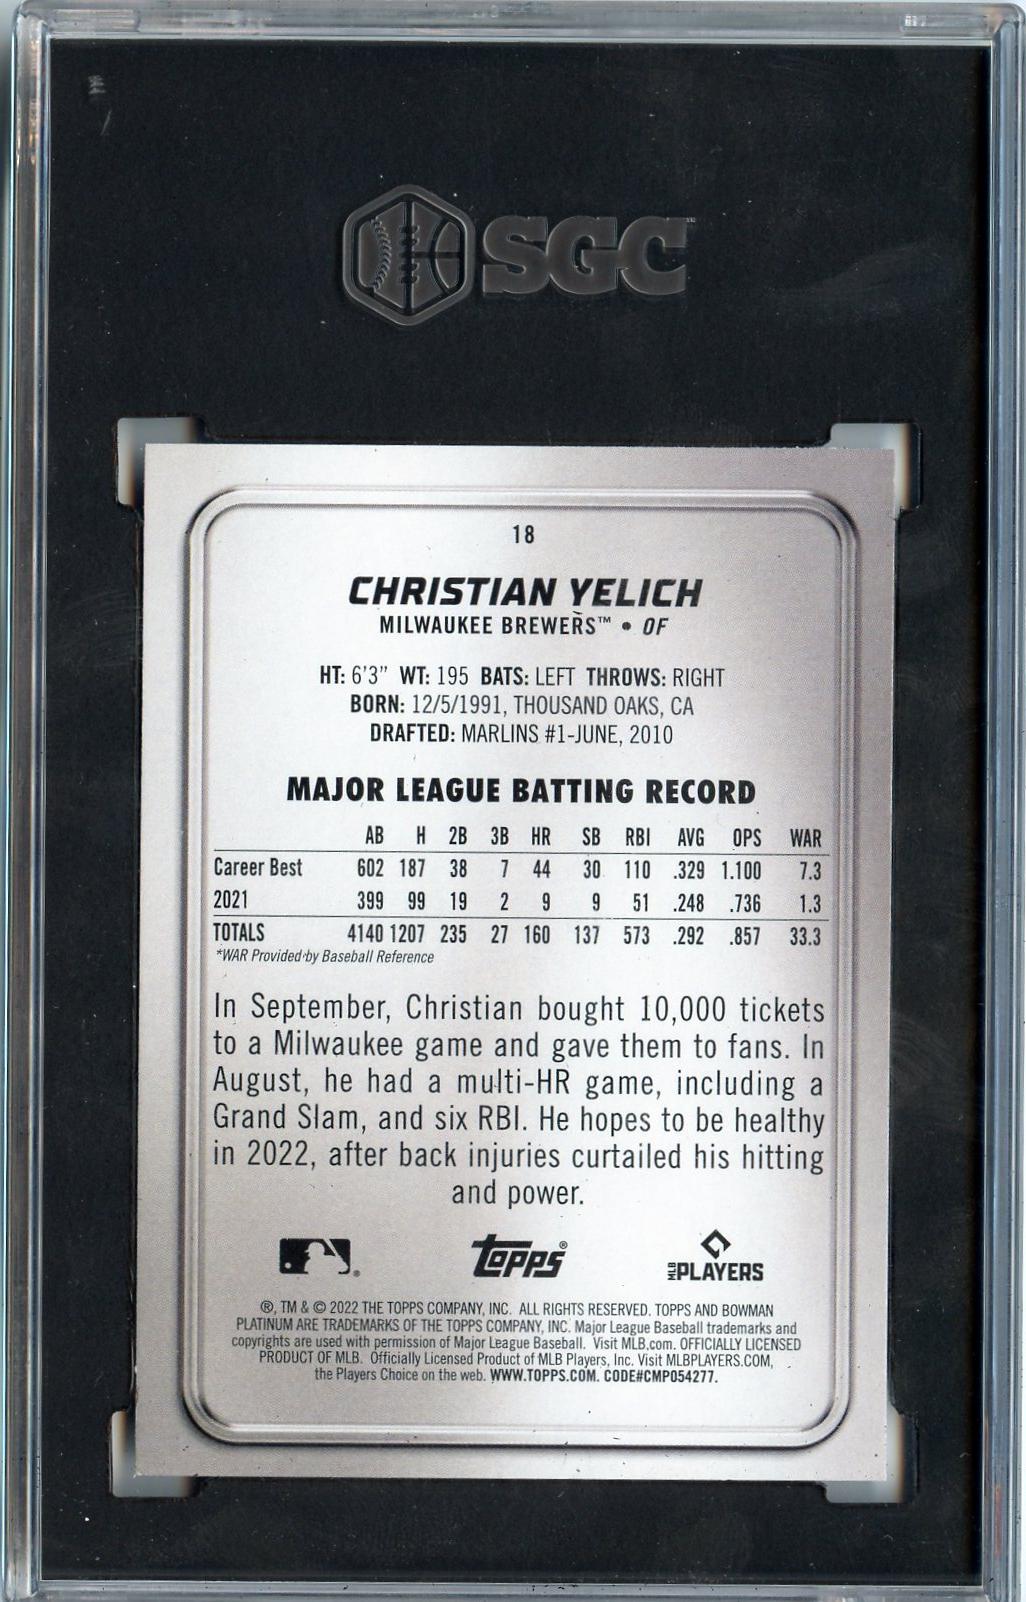 SGC
18
CHRISTIAN YELICH
MILWAUKEE BREWERS™ • OF
HT: 6'3" WT: 195 BATS: LEFT THROWS: RIGHT
BORN: 12/5/1991, THOUSAND OAKS, CA
DRAFTED: MARLINS #1-JUNE, 2010
MAJOR LEAGUE BATTING RECORD
AB H 2B 3B HR SB RBI AVG OPS WAR
Career Best 602 187 38 7 44 30 110 .329 1.100 7.3
2021 399 99 19 2 9 9 51 .248 .736 1.3
TOTALS 4140 1207 235 27 160 137 573 .292 .857 33.3
*WAR Provided by Baseball Reference
In September, Christian bought 10,000 tickets
to a Milwaukee game and gave them to fans. In
August, he had a multi-HR game, including a
Grand Slam, and six RBI. He hopes to be healthy
in 2022, after back injuries curtailed his hitting
and power.
® Topps® MLB PLAYERS
®, TM & © 2022 THE TOPPS COMPANY, INC. ALL RIGHTS RESERVED. TOPPS AND BOWMAN
PLATINUM ARE TRADEMARKS OF THE TOPPS COMPANY, INC. Major League Baseball trademarks and
copyrights are used with permission of Major League Baseball. Visit MLB.com. OFFICIALLY LICENSED
PRODUCT OF MLB. Officially Licensed Product of MLB Players, Inc. Visit MLBPLAYERS.COM,
the Players Choice on the web. WWW.TOPPS.COM. CODE#CMP054277.